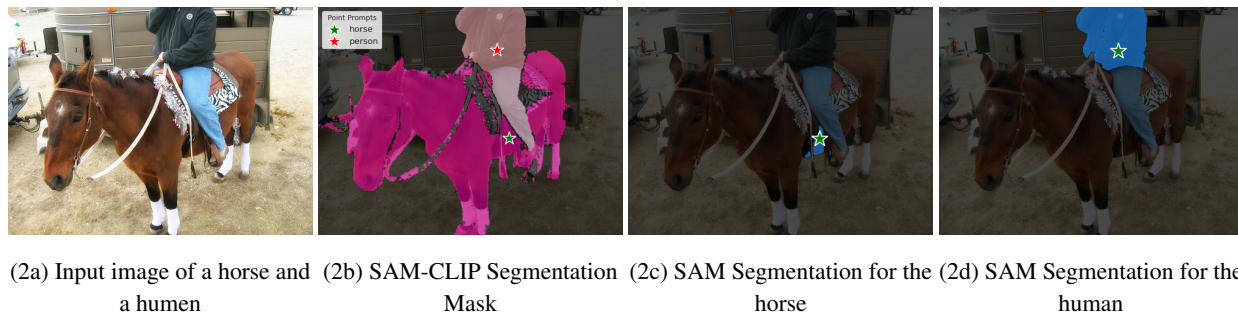 Point Prompts
horse
person
(2a) Input image of a horse and
a humen
(2b) SAM-CLIP Segmentation
Mask
(2c) SAM Segmentation for the
horse
(2d) SAM Segmentation for the
human